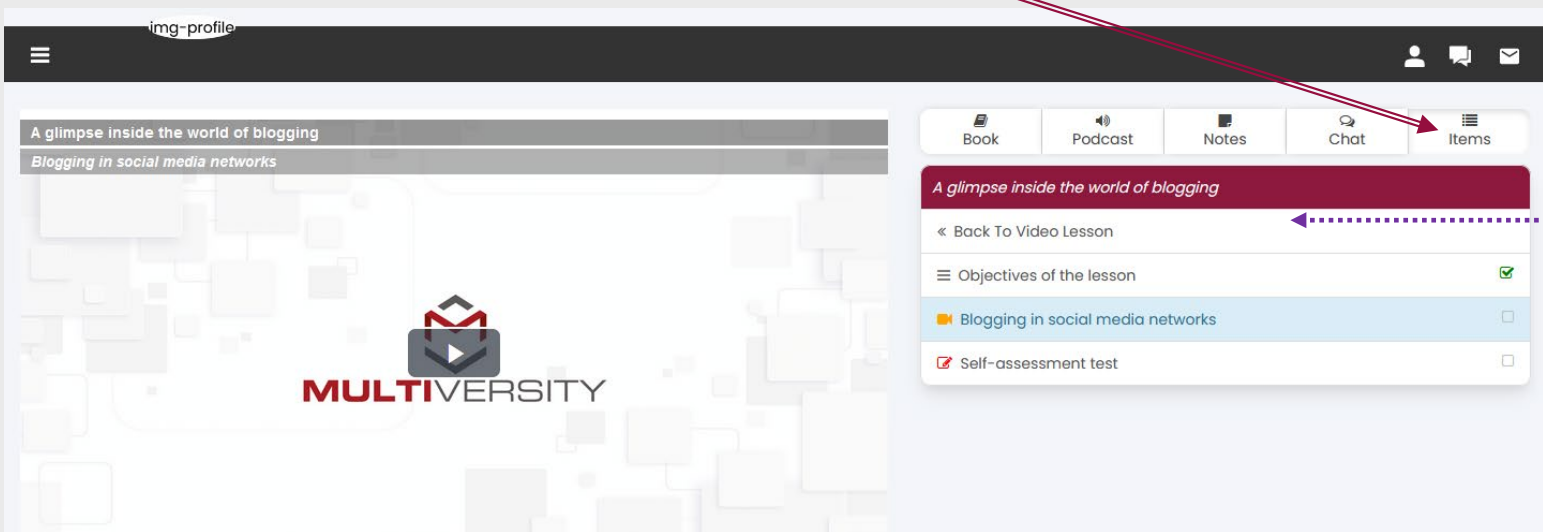 img-profile
A glimpse inside the world of blogging
Blogging in social media networks
MULTIVERSITY
Book
Podcast
Notes
Chat
Items
A glimpse inside the world of blogging
« Back To Video Lesson
Objectives of the lesson
Blogging in social media networks
Self-assessment test